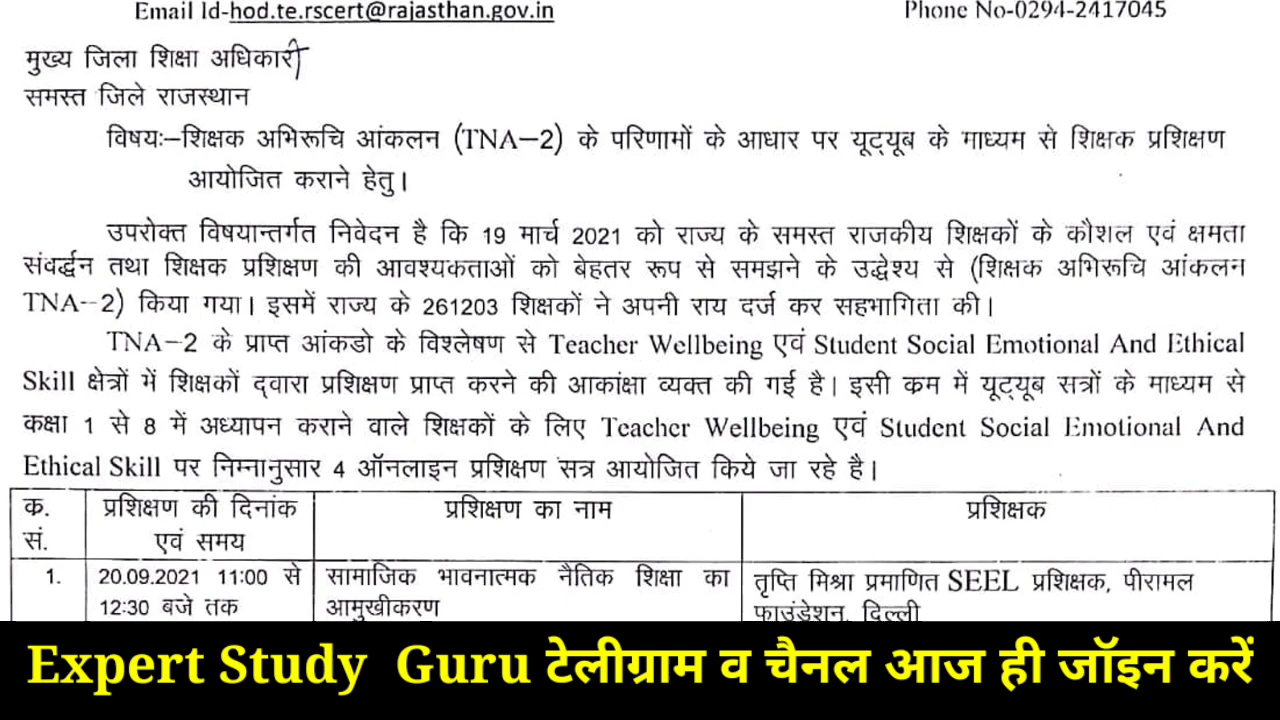 Email Id-hod.te.rscert@rajasthan.gov.in Phone No-0294-2417045
मुख्य जिला शिक्षा अधिकारी
समस्त जिले राजस्थान
विषयः–शिक्षक अभिरूचि आंकलन (TNA–2) के परिणामों के आधार पर यूट्यूब के माध्यम से शिक्षक प्रशिक्षण
आयोजित कराने हेतु।
उपरोक्त विषयान्तर्गत निवेदन है कि 19 मार्च 2021 को राज्य के समस्त राजकीय शिक्षकों के कौशल एवं क्षमता
संवर्द्धन तथा शिक्षक प्रशिक्षण की आवश्यकताओं को बेहतर रूप से समझने के उद्धेश्य से (शिक्षक अभिरूचि आंकलन
TNA–2) किया गया। इसमें राज्य के 261203 शिक्षकों ने अपनी राय दर्ज कर सहभागिता की।
TNA–2 के प्राप्त आंकडो के विश्लेषण से Teacher Wellbeing एवं Student Social Emotional And Ethical
Skill क्षेत्रों में शिक्षकों द्वारा प्रशिक्षण प्राप्त करने की आकांक्षा व्यक्त की गई है। इसी क्रम में यूट्यूब सत्रों के माध्यम से
कक्षा 1 से 8 में अध्यापन कराने वाले शिक्षकों के लिए Teacher Wellbeing एवं Student Social Emotional And
Ethical Skill पर निम्नानुसार 4 ऑनलाइन प्रशिक्षण सत्र आयोजित किये जा रहे है।
क. प्रशिक्षण की दिनांक प्रशिक्षण का नाम प्रशिक्षक
सं. एवं समय
1. 20.09.2021 11:00 से सामाजिक भावनात्मक नैतिक शिक्षा का तृप्ति मिश्रा प्रमाणित SEEL प्रशिक्षक, पीरामल
12:30 बजे तक आमुखीकरण फाउंडेशन, दिल्ली
Expert Study Guru टेलीग्राम व चैनल आज ही जॉइन करें